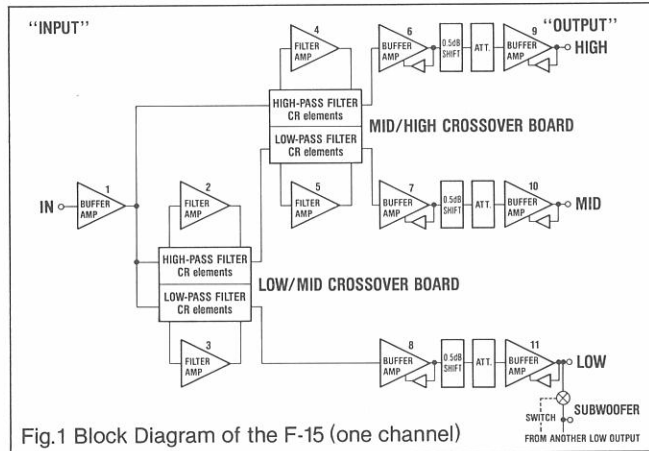 "INPUT"
"OUTPUT"
4
FILTER
AMP
6
BUFFER
AMP
0.5dB
SHIFT
ATT.
9
BUFFER
AMP
HIGH
HIGH-PASS FILTER
CR elements
LOW-PASS FILTER
CR elements
MID/HIGH CROSSOVER BOARD
IN
1
BUFFER
AMP
2
FILTER
AMP
5
FILTER
AMP
7
BUFFER
AMP
0.5dB
SHIFT
ATT.
10
BUFFER
AMP
MID
HIGH-PASS FILTER
CR elements
LOW-PASS FILTER
CR elements
LOW/MID CROSSOVER BOARD
3
FILTER
AMP
8
BUFFER
AMP
0.5dB
SHIFT
ATT.
11
BUFFER
AMP
LOW
SWITCH
SUBWOOFER
FROM ANOTHER LOW OUTPUT
Fig.1 Block Diagram of the F-15 (one channel)